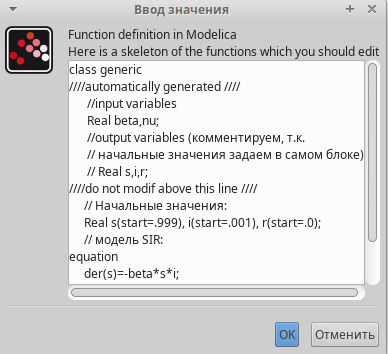 Ввод значения
Function definition in Modelica
Here is a skeleton of the functions which you should edit
class generic
////automatically generated ////
//input variables
Real beta,nu;
//output variables (комментируем, т.к.
// начальные значения задаем в самом блоке)
// Real s,i,r;
////do not modif above this line ////
// Начальные значения:
Real s(start=.999), i(start=.001), r(start=.0);
// модель SIR:
equation
der(s)=-beta*s*i;
OK
Отменить